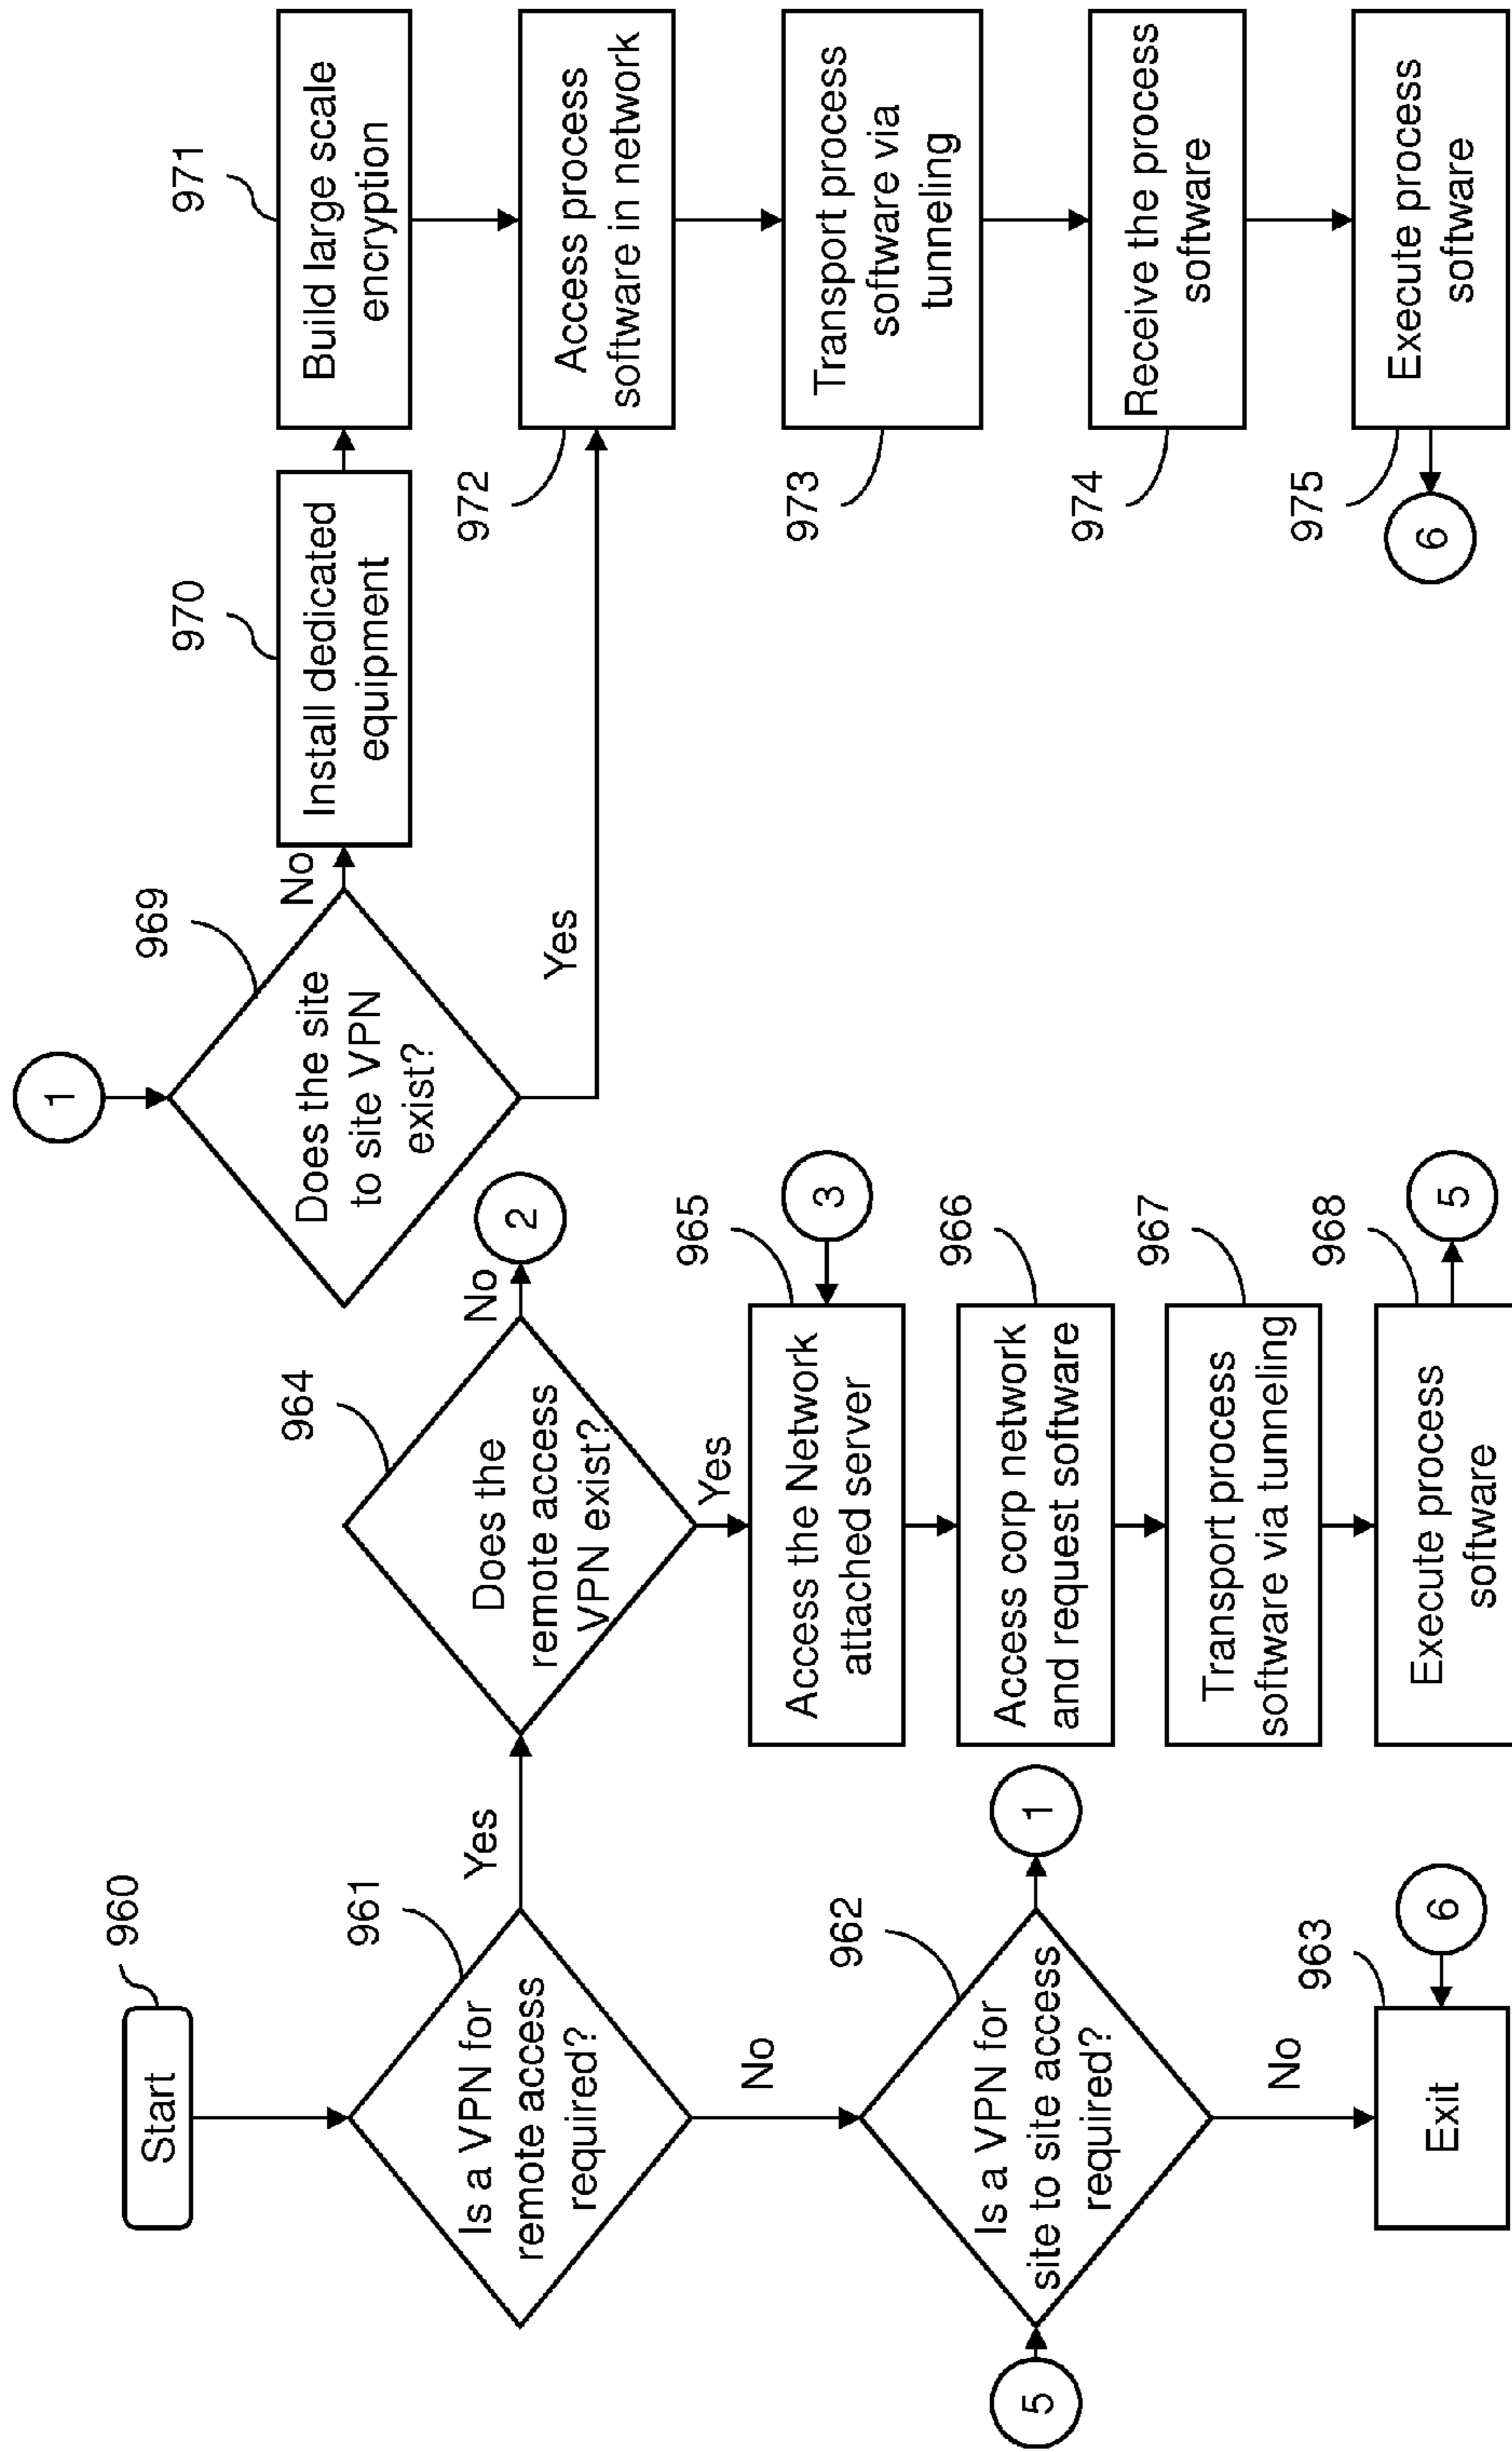 960
Start
961
Is a VPN for
remote access
required?
Yes
No
962
Is a VPN for
site to site access
required?
5
1
No
963
Exit
6
964
Does the
remote access
VPN exist?
No
2
Yes
965
Access the Network
attached server
3
966
Access corp network
and request software
967
Transport process
software via tunneling
968
Execute process
software
5
1
969
Does the site
to site VPN
exist?
No
Yes
970
Install dedicated
equipment
971
Build large scale
encryption
972
Access process
software in network
973
Transport process
software via
tunneling
974
Receive the process
software
975
Execute process
software
6